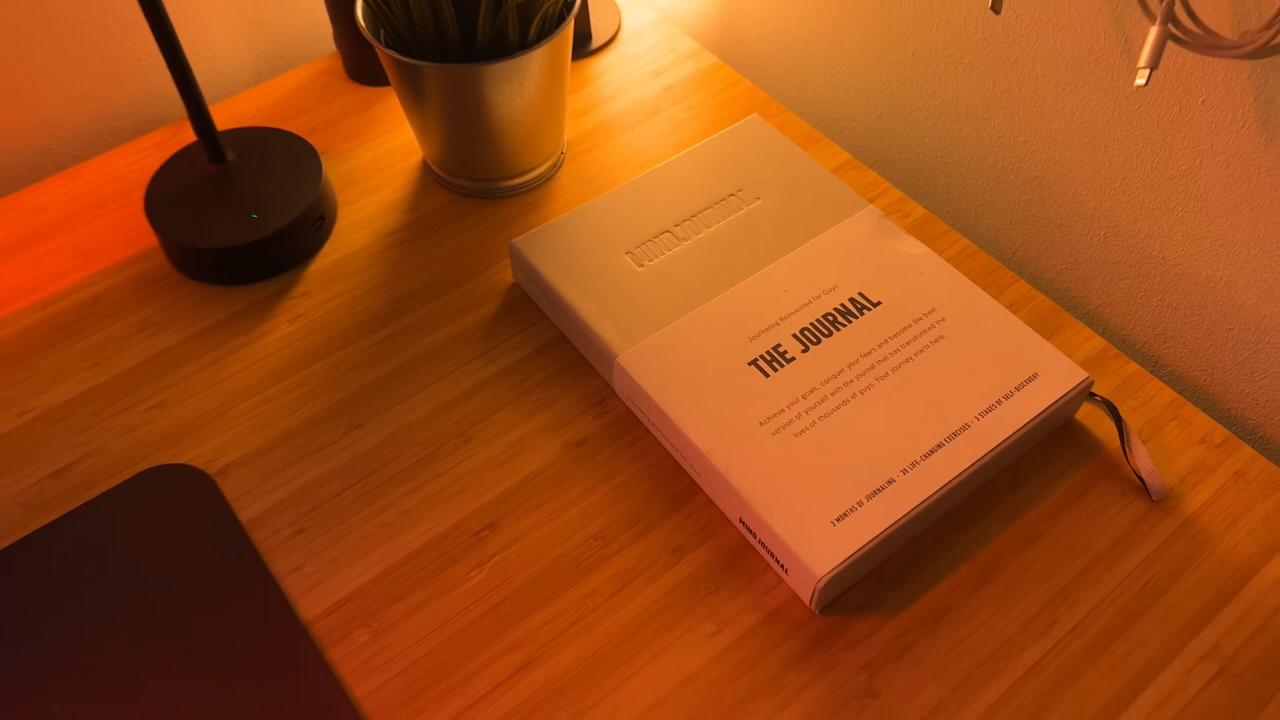 MINDJOURNAL
Journaling Reinvented for Guys
THE JOURNAL
Achieve your goals, conquer your fears and become the best
version of yourself with the journal that has transformed the
lives of thousands of guys. Your journey starts here.
3 MONTHS OF JOURNALING • 30 LIFE-CHANGING EXERCISES • 3 STAGES OF SELF-DISCOVERY
MINDJOURNAL